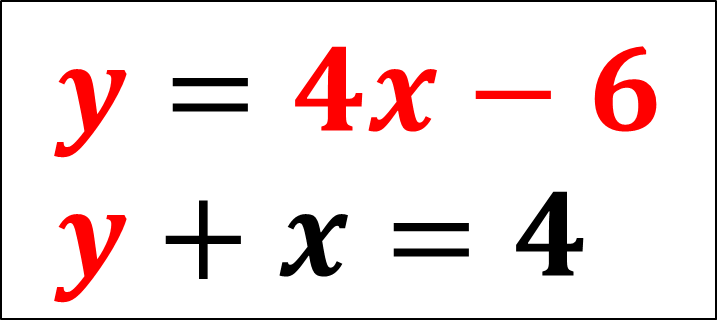 y = 4x − 6
y + x = 4